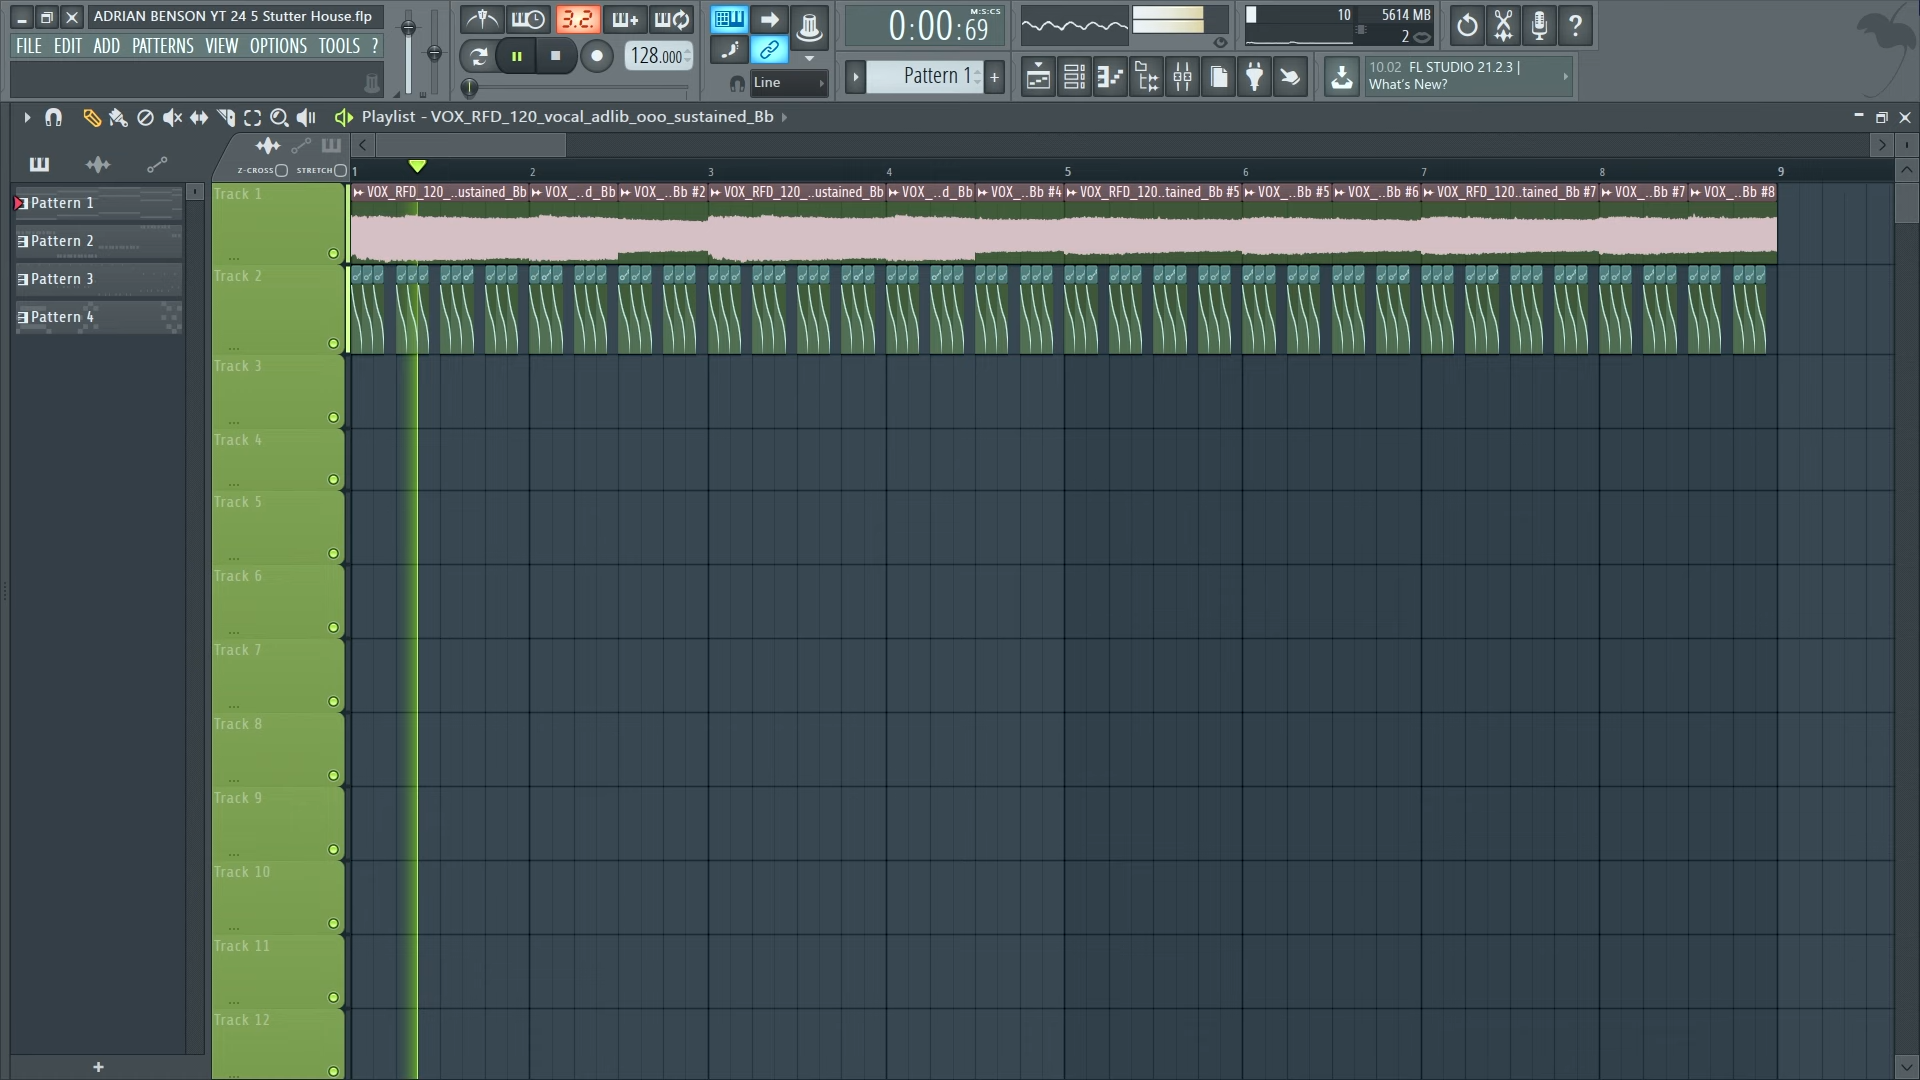 ADRIAN BENSON YT 24 5 Stutter House.flp
FILE EDIT ADD PATTERNS VIEW OPTIONS TOOLS ?
3.2.
128.000
Line
M:S:CS
0:00:69
Pattern 1
+
10
5614 MB
2
?
10.02 FL STUDIO 21.2.3 |
What's New?
Playlist - VOX_RFD_120_vocal_adlib_ooo_sustained_Bb
Z-CROSS
STRETCH
1 2 3 4 5 6 7 8 9
Pattern 1
Pattern 2
Pattern 3
Pattern 4
+
Track 1
VOX_RFD_120_..ustained_Bb
VOX_..d_Bb
VOX_..Bb #2
VOX_RFD_120_..ustained_Bb
VOX_..d_Bb
VOX_..Bb #4
VOX_RFD_120..tained_Bb #5
VOX_..Bb #5
VOX_..Bb #6
VOX_RFD_120..tained_Bb #7
VOX_..Bb #7
VOX_..Bb #8
Track 2
Track 3
Track 4
Track 5
Track 6
Track 7
Track 8
Track 9
Track 10
Track 11
Track 12